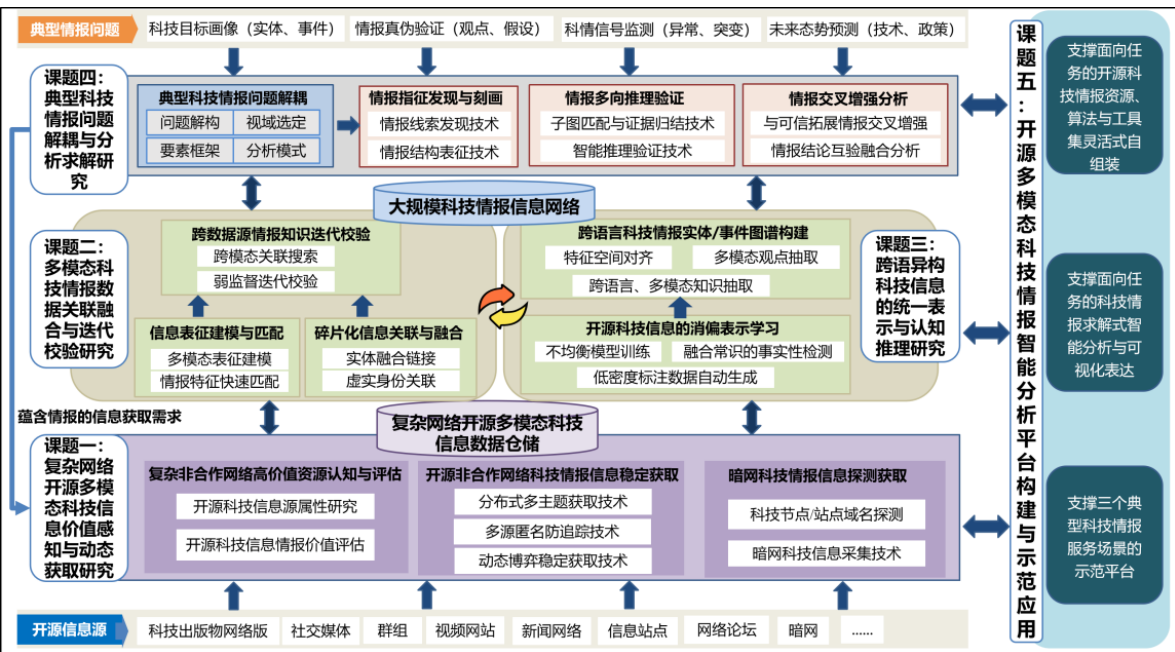 典型情报问题
科技目标画像（实体、事件）
情报真伪验证（观点、假设）
科情信号监测（异常、突变）
未来态势预测（技术、政策）
课题四：
典型科技
情报问题
解耦与分
析求解研
究
典型科技情报问题解耦
问题解构
视域选定
要素框架
分析模式
情报指征发现与刻画
情报线索发现技术
情报结构表征技术
情报多向推理验证
子图匹配与证据归结技术
智能推理验证技术
情报交叉增强分析
与可信拓展情报交叉增强
情报结论互验融合分析
大规模科技情报信息网络
课题二：
多模态科
技情报数
据关联融
合与迭代
校验研究
跨数据源情报知识迭代校验
跨模态关联搜索
弱监督迭代校验
信息表征建模与匹配
多模态表征建模
情报特征快速匹配
碎片化信息关联与融合
实体融合链接
虚实身份关联
跨语言科技情报实体/事件图谱构建
特征空间对齐
多模态观点抽取
跨语言、多模态知识抽取
开源科技信息的消偏表示学习
不均衡模型训练
融合常识的事实性检测
低密度标注数据自动生成
课题三：
跨语异构
科技信息
的统一表
示与认知
推理研究
蕴含情报的信息获取需求
复杂网络开源多模态科技
信息数据仓储
课题一：
复杂网络
开源多模
态科技信
息价值感
知与动态
获取研究
复杂非合作网络高价值资源认知与评估
开源科技信息源属性研究
开源科技信息情报价值评估
开源非合作网络科技情报信息稳定获取
分布式多主题获取技术
多源匿名防追踪技术
动态博弈稳定获取技术
暗网科技情报信息探测获取
科技节点/站点域名探测
暗网科技信息采集技术
开源信息源
科技出版物网络版
社交媒体
群组
视频网站
新闻网络
信息站点
网络论坛
暗网
......
课题五：开源多模态科技情报智能分析平台构建与示范应用
支撑面向任
务的开源科
技情报资源、
算法与工具
集灵活式自
组装
支撑面向任
务的科技情
报求解式智
能分析与可
视化表达
支撑三个典
型科技情报
服务场景的
示范平台